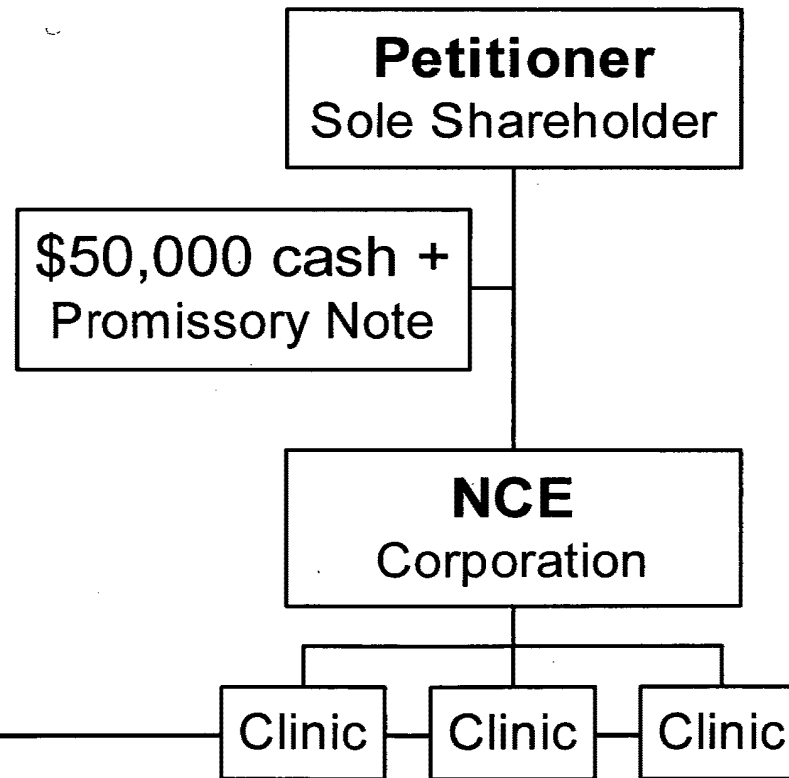 Petitioner
Sole Shareholder
$50,000 cash +
Promissory Note
NCE
Corporation
Clinic
Clinic
Clinic